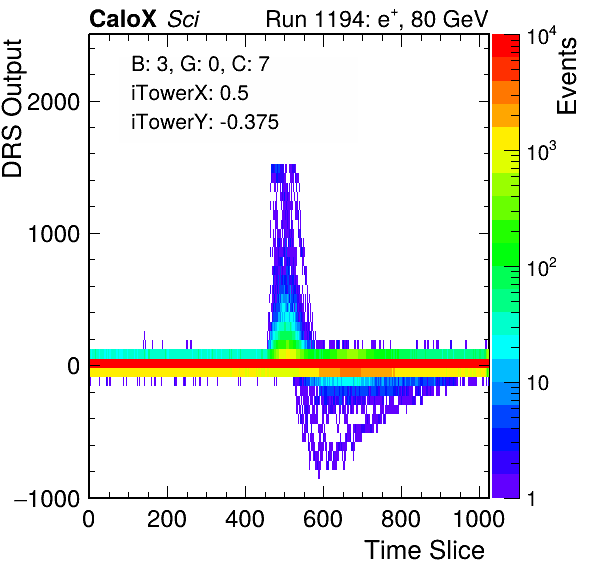 CaloX Sci Run 1194: e+, 80 GeV
B: 3, G: 0, C: 7
iTowerX: 0.5
iTowerY: -0.375
DRS Output
2000
1000
0
−1000
0 200 400 600 800 1000
Time Slice
Events
10^4
10^3
10^2
10
1